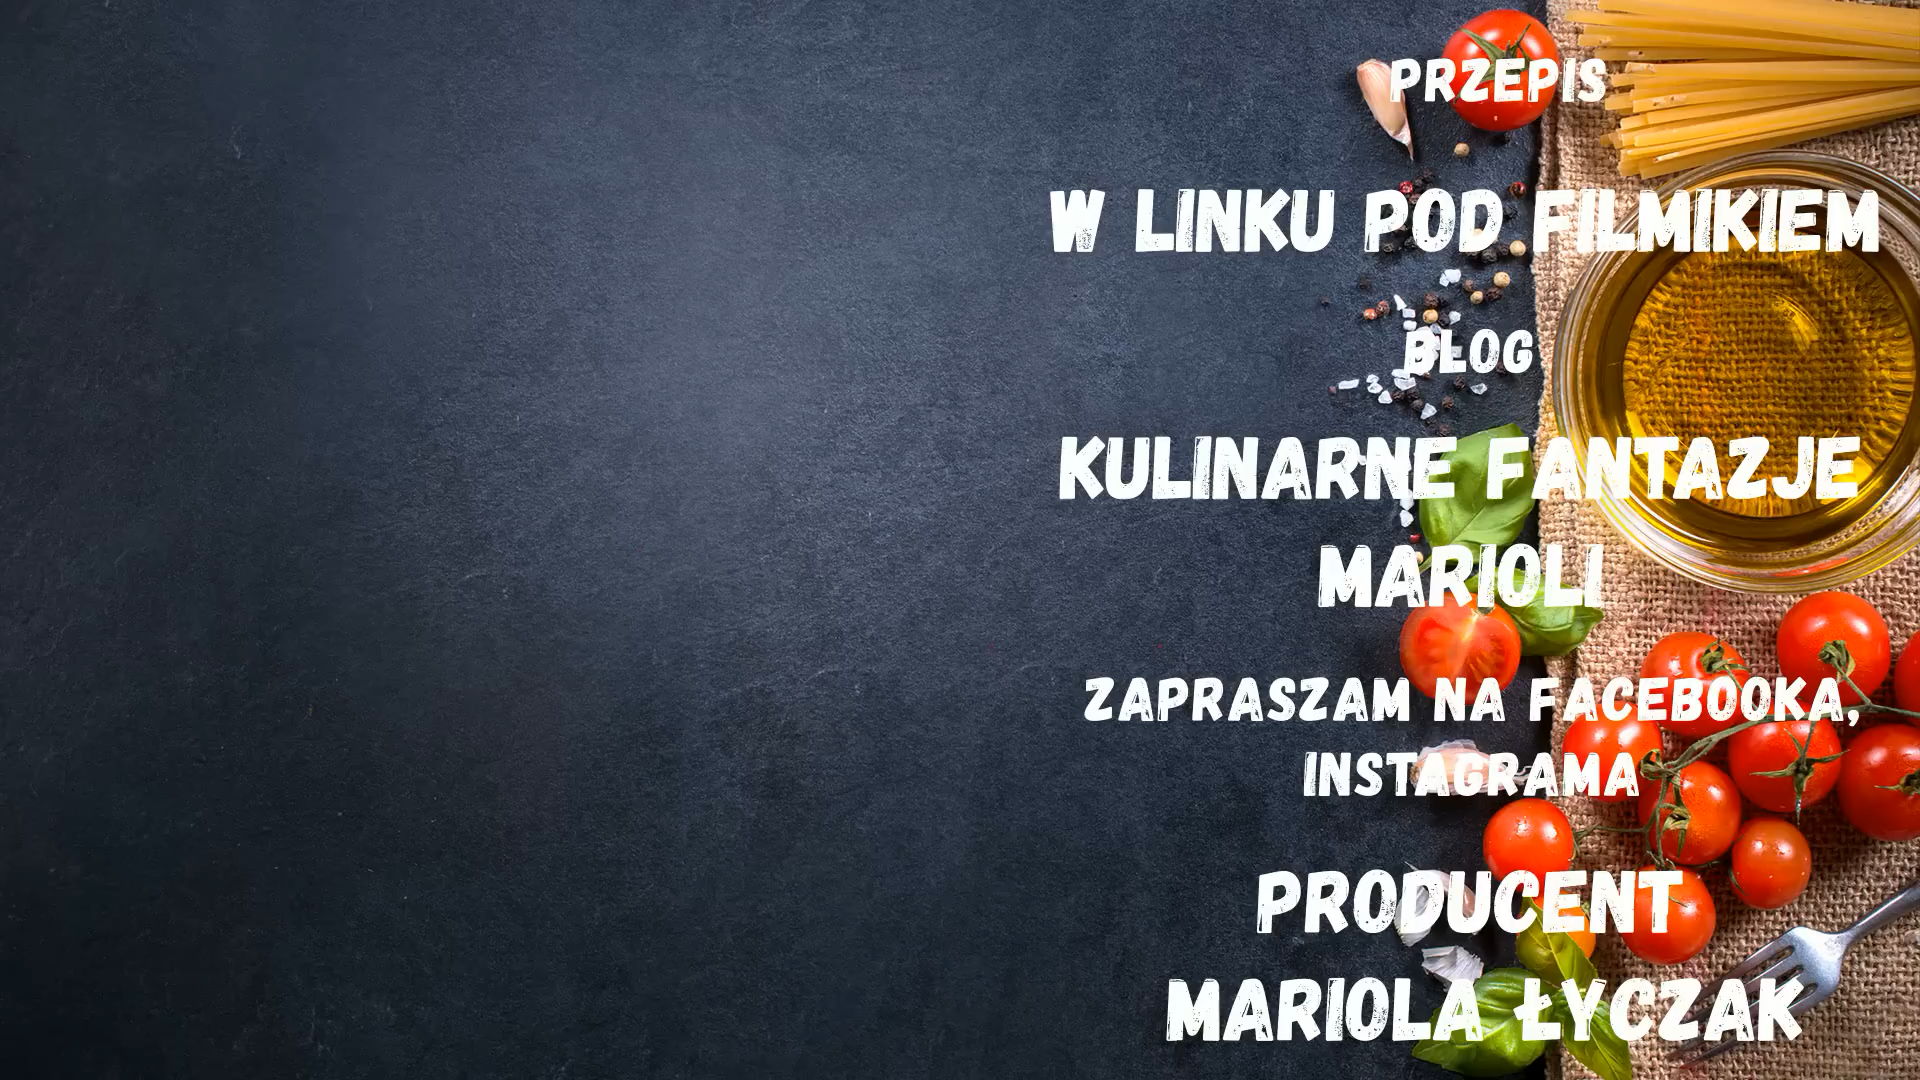 PRZEPIS
W LINKU POD FILMIKIEM
BLOG
KULINARNE FANTAZJE
MARIOLI
ZAPRASZAM NA FACEBOOKA,
INSTAGRAMA
PRODUCENT
MARIOLA ŁYCZAK